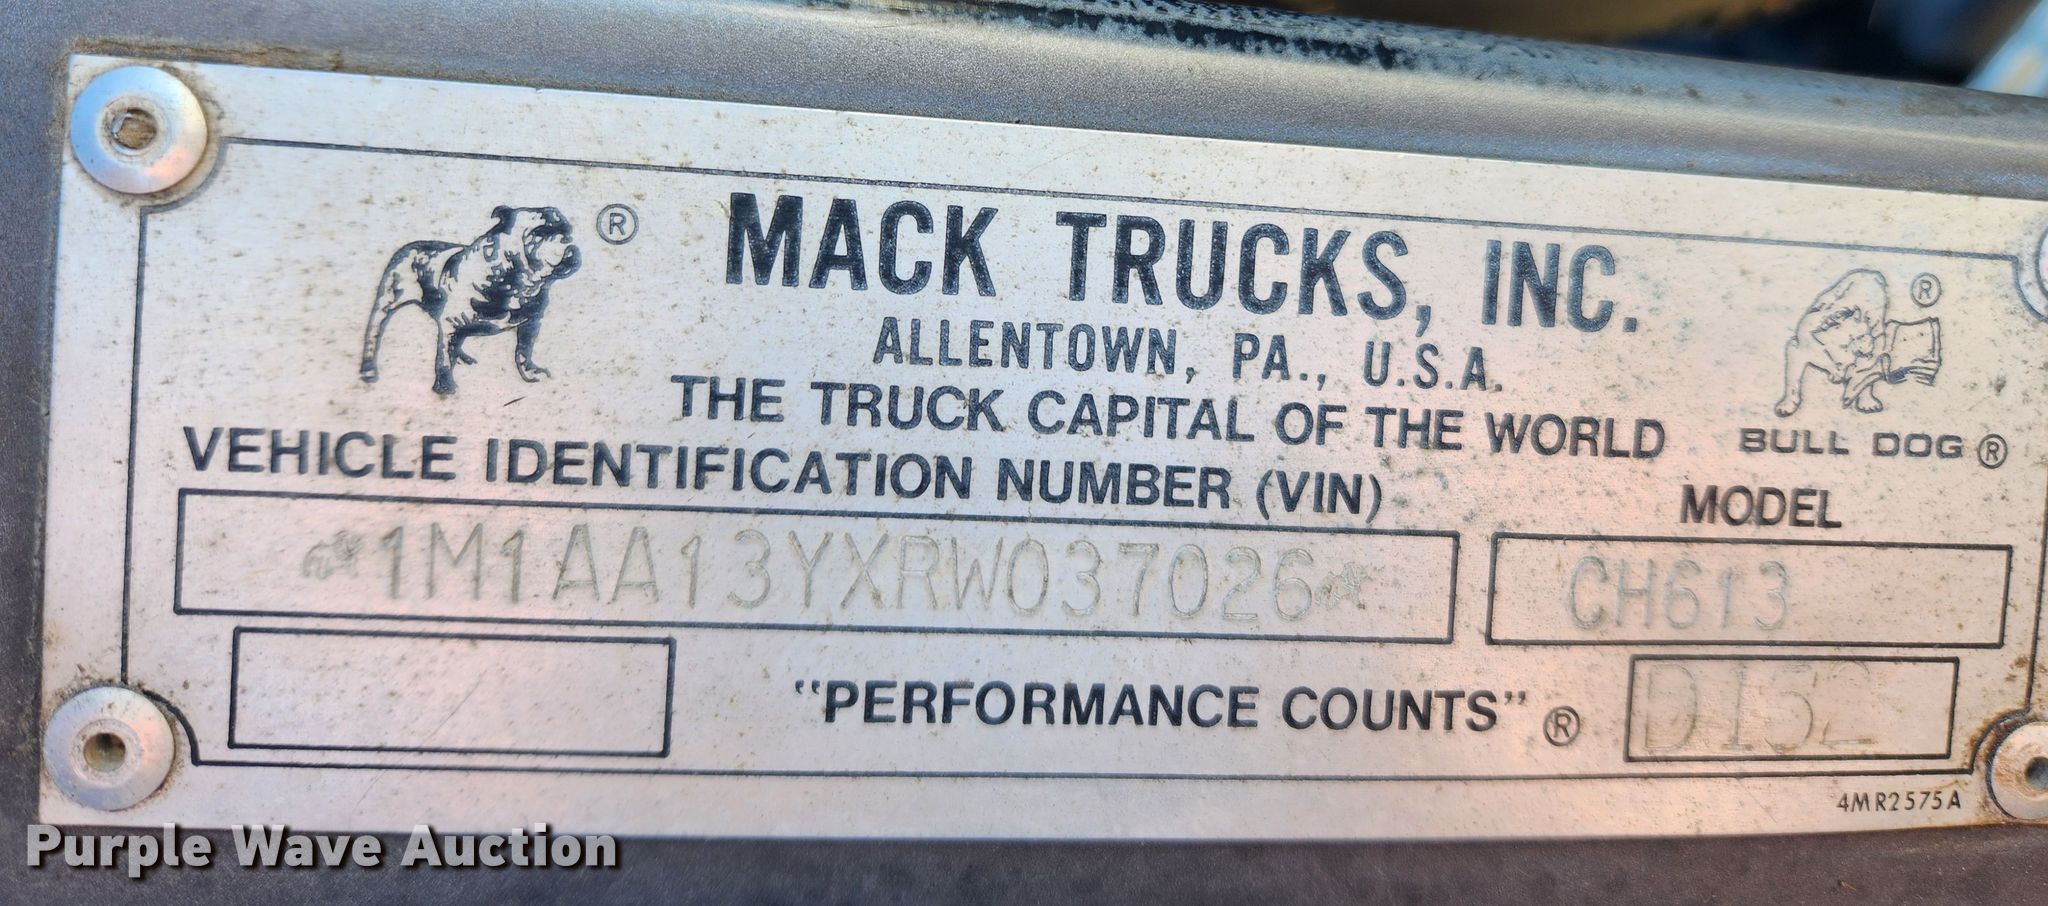 ® MACK TRUCKS, INC. ®
ALLENTOWN, PA., U.S.A.
THE TRUCK CAPITAL OF THE WORLD
BULL DOG ®
VEHICLE IDENTIFICATION NUMBER (VIN)
MODEL
1M1AA13YXRW037026
CH613
"PERFORMANCE COUNTS" ®
D152
4MR2575A
Purple Wave Auction